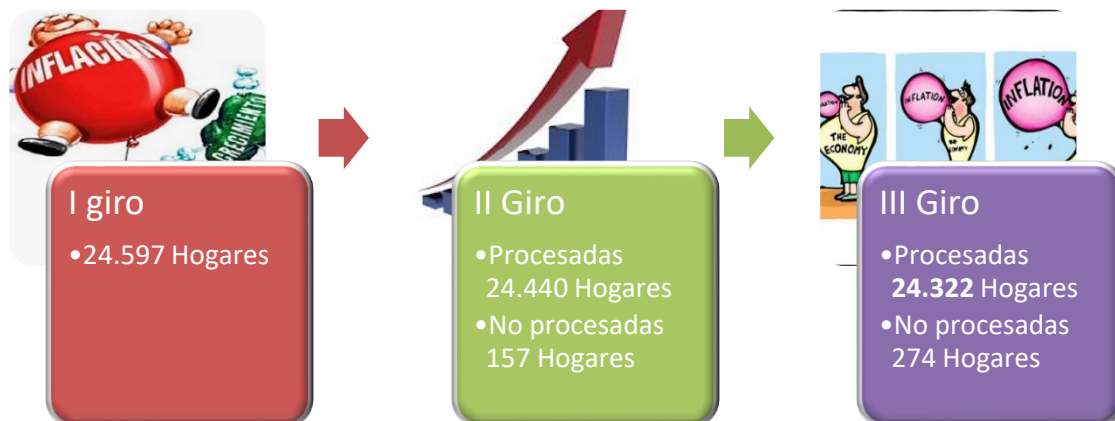 INFLACIÓN
CRECIMIENTO
I giro
•24.597 Hogares
II Giro
•Procesadas
24.440 Hogares
•No procesadas
157 Hogares
THE
ECONOMY
INFLATION
INFLATION
III Giro
•Procesadas
24.322 Hogares
•No procesadas
274 Hogares